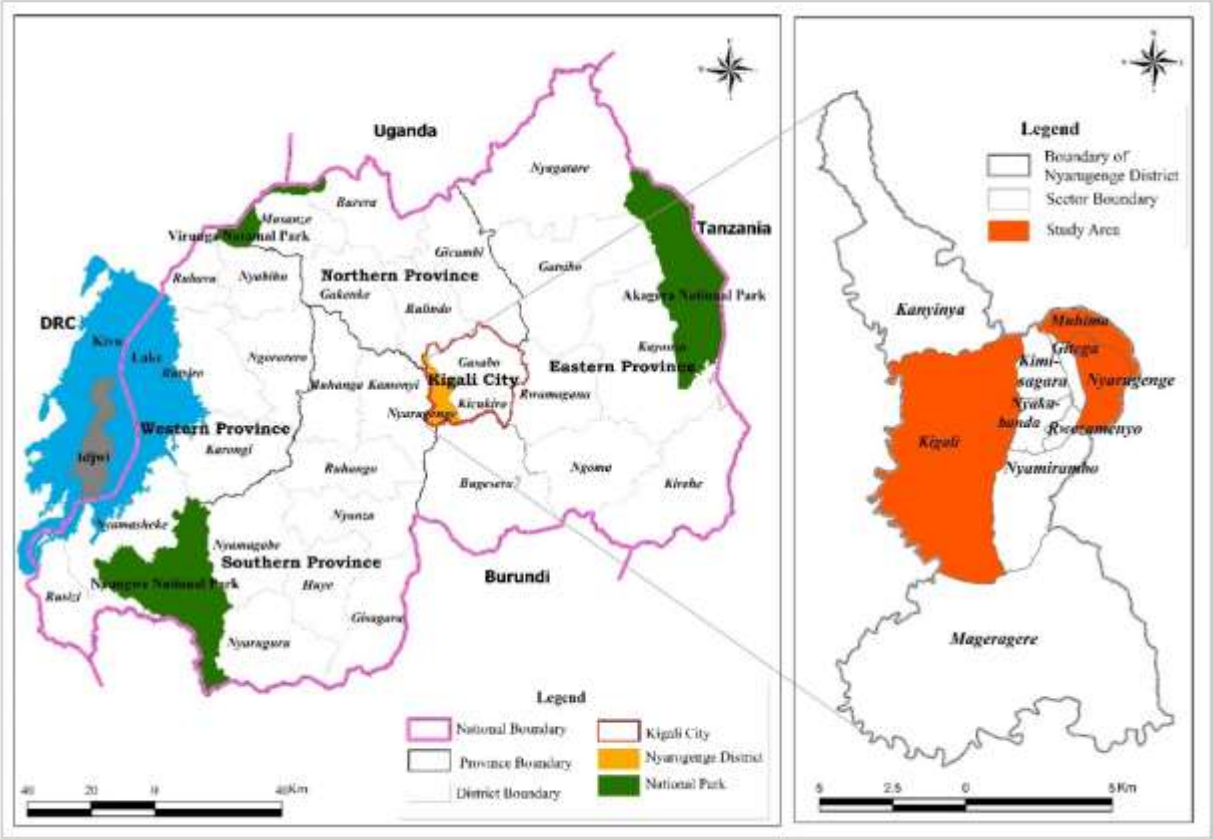 Uganda
Nyagatare
Burera
Musanze
Tanzania
Virunga National Park
Gicumbi
Rubavu
Nyabihu
Northern Province
Gatsibo
Gakenke
Akagera National Park
Rulindo
DRC
Kivu
Lake
Kayonza
Ngororero
Gasabo
Rutsiro
Eastern Province
Muhanga
Kamonyi
Kigali City
Rwamagana
Kicukiro
Nyarugenge
Western Province
Karongi
Idjwi
Ruhango
Ngoma
Bugesera
Kirehe
Nyanza
Nyamasheke
Nyamagabe
Southern Province
Burundi
Nyungwe National Park
Huye
Rusizi
Gisagara
Nyaruguru
Legend
National Boundary
Province Boundary
District Boundary
Kigali City
Nyarugenge District
National Park
40 20 0 40 Km
Legend
Boundary of
Nyarugenge District
Sector Boundary
Study Area
Kanyinya
Muhima
Gitega
Kimi-
sagara
Nyarugenge
Nyaka-
banda
Rwezamenyo
Kigali
Nyamirambo
Mageragere
5 2.5 0 5 Km